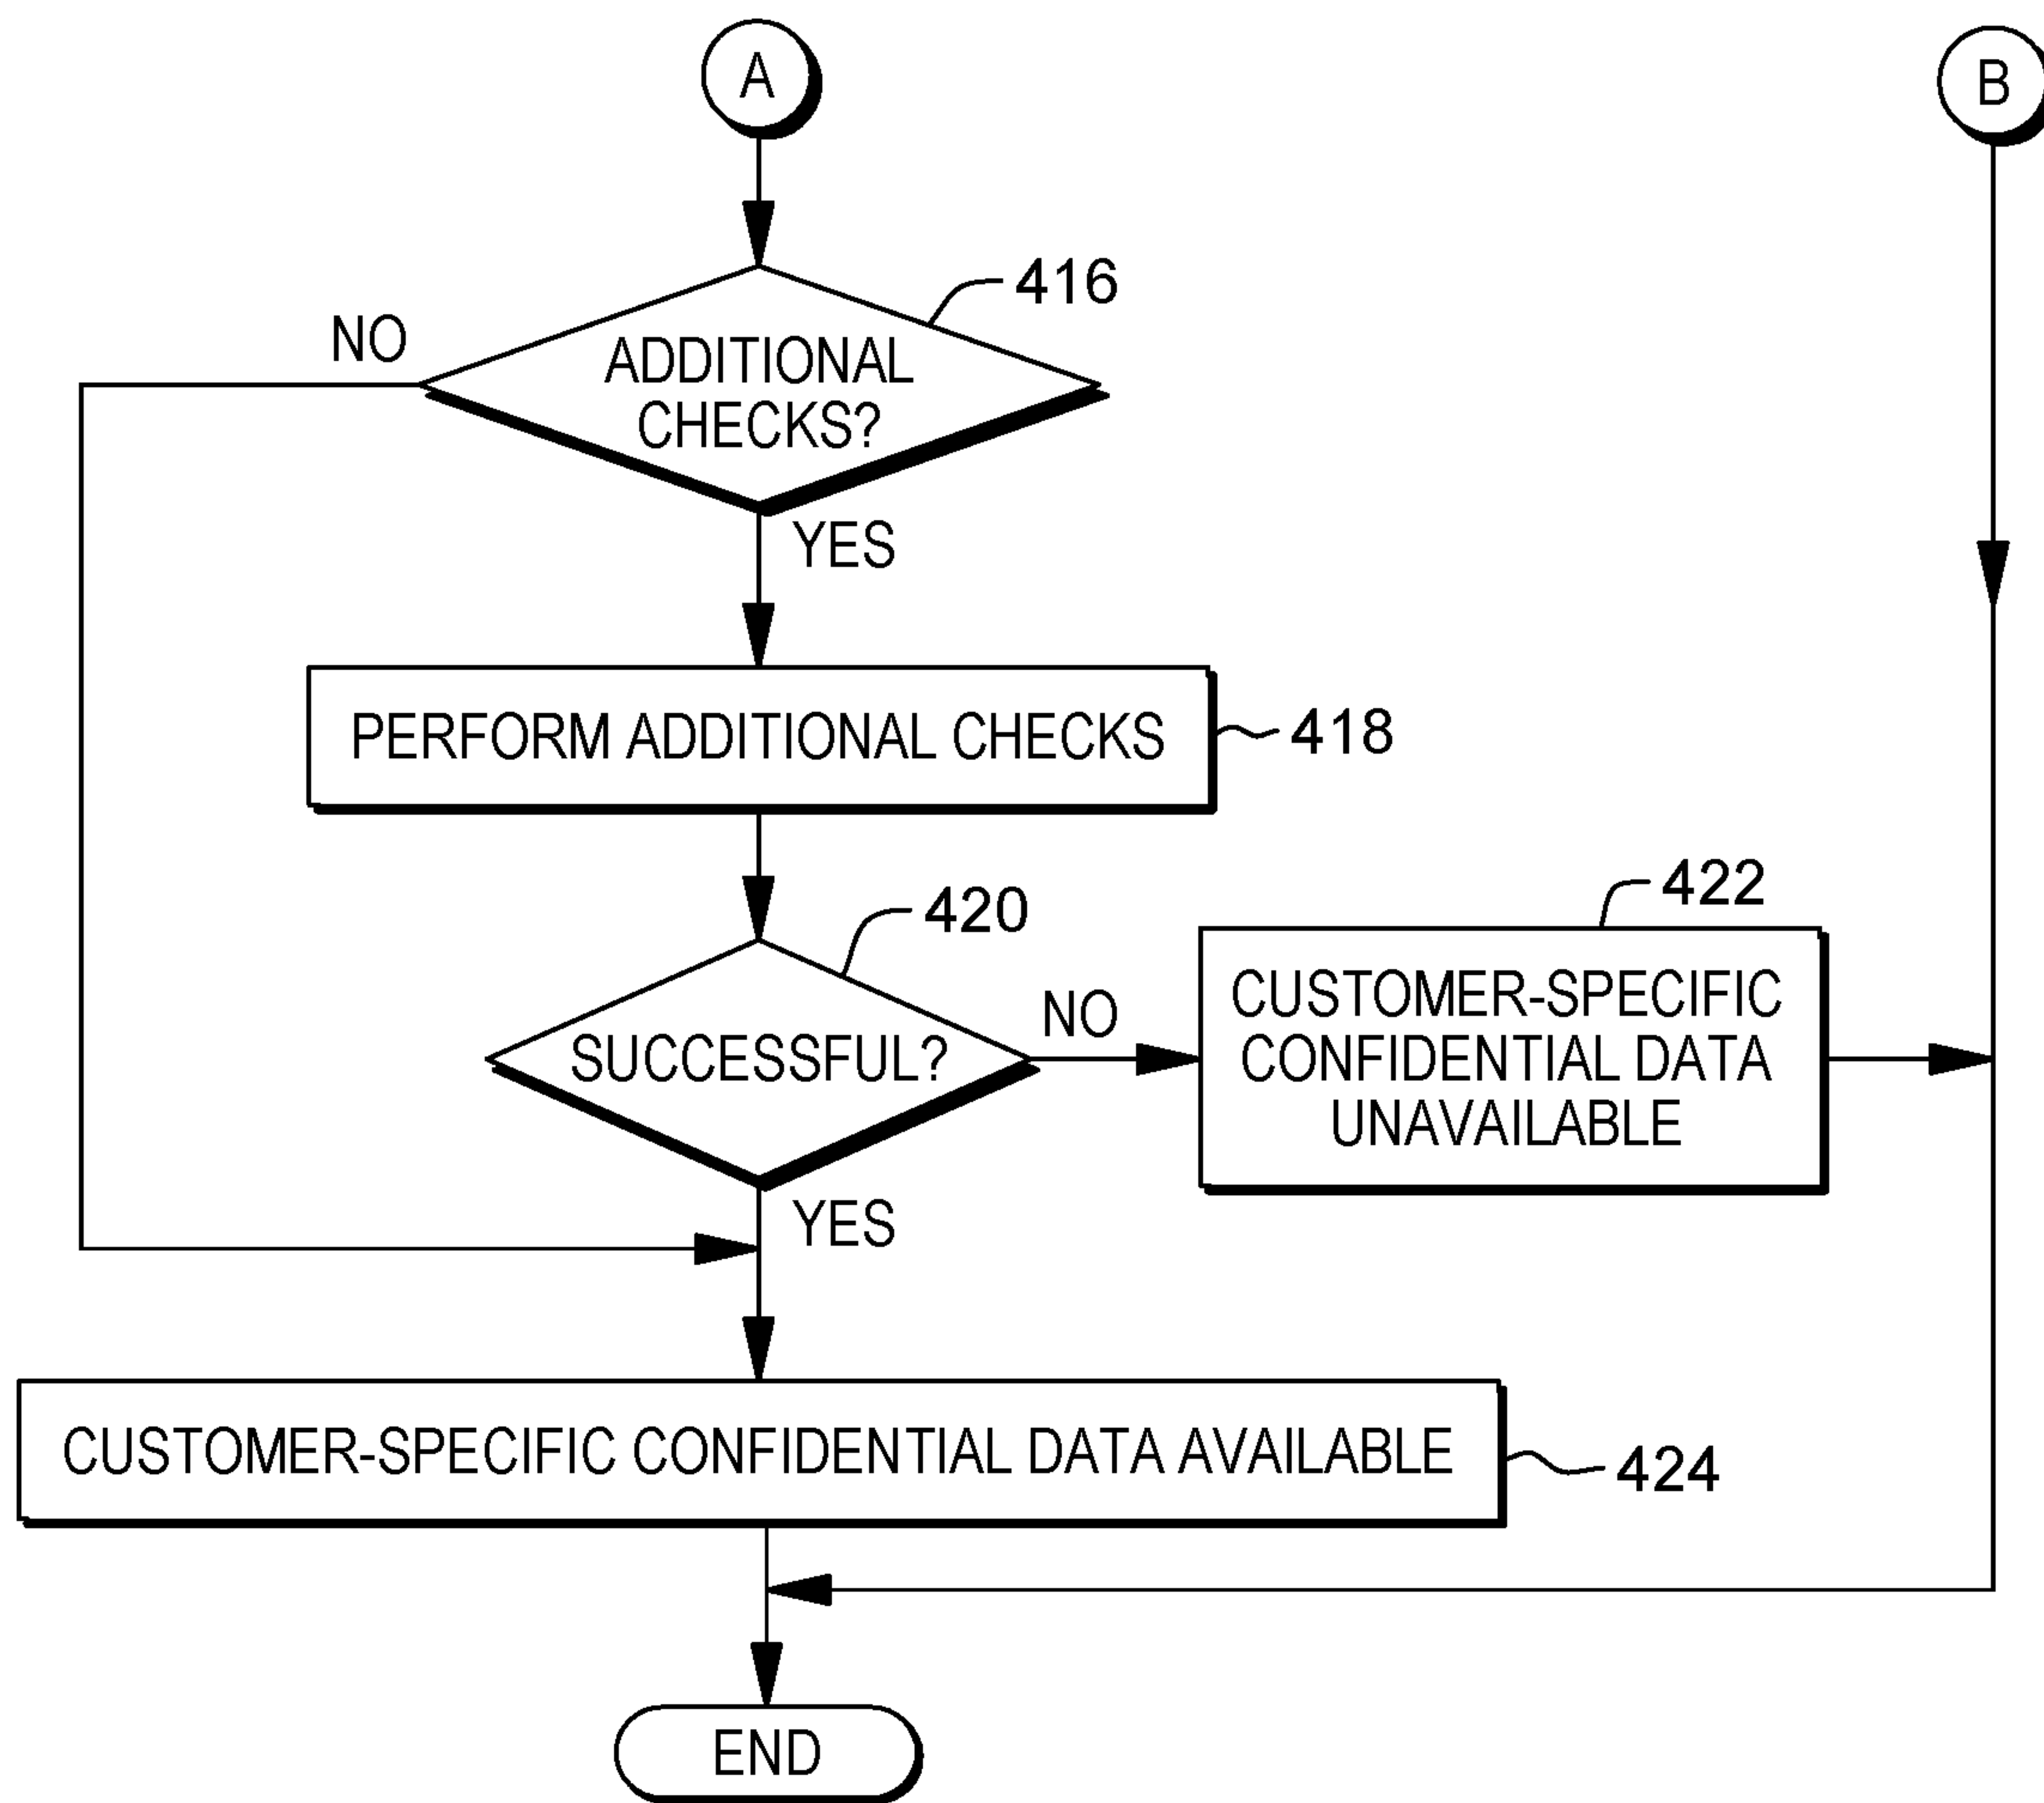 A
B
416
NO
ADDITIONAL
CHECKS?
YES
PERFORM ADDITIONAL CHECKS
418
420
422
SUCCESSFUL?
NO
CUSTOMER-SPECIFIC
CONFIDENTIAL DATA
UNAVAILABLE
YES
CUSTOMER-SPECIFIC CONFIDENTIAL DATA AVAILABLE
424
END